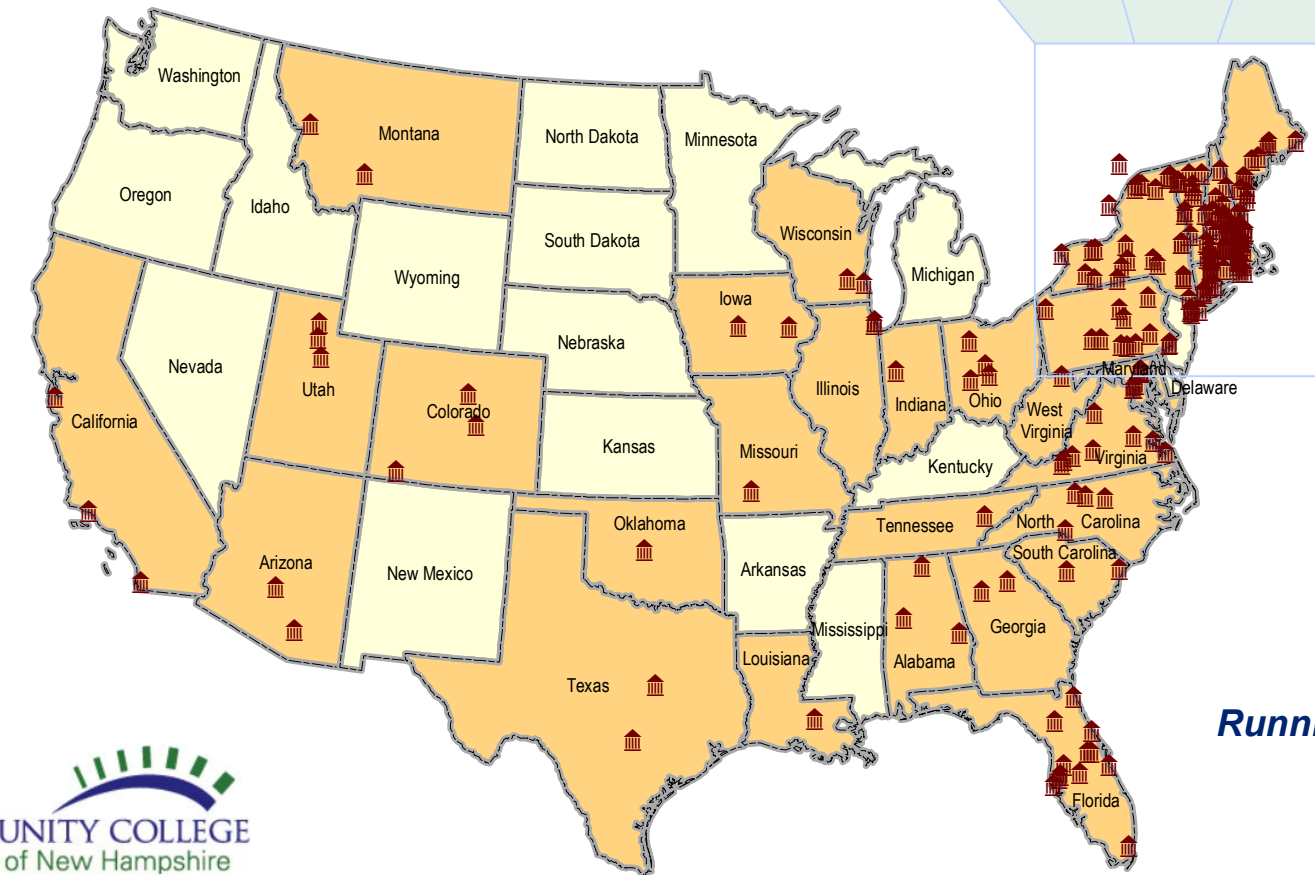 Washington
Montana
North Dakota
Minnesota
Oregon
Idaho
Wisconsin
South Dakota
Wyoming
Michigan
Iowa
Nebraska
Nevada
Utah
Maryland
Delaware
Illinois
Indiana
Ohio
Colorado
California
West
Virginia
Kansas
Missouri
Virginia
Kentucky
Oklahoma
Tennessee
North Carolina
South Carolina
Arizona
New Mexico
Arkansas
Mississippi
Georgia
Louisiana
Alabama
Texas
Runn
Florida
UNITY COLLEGE
of New Hampshire